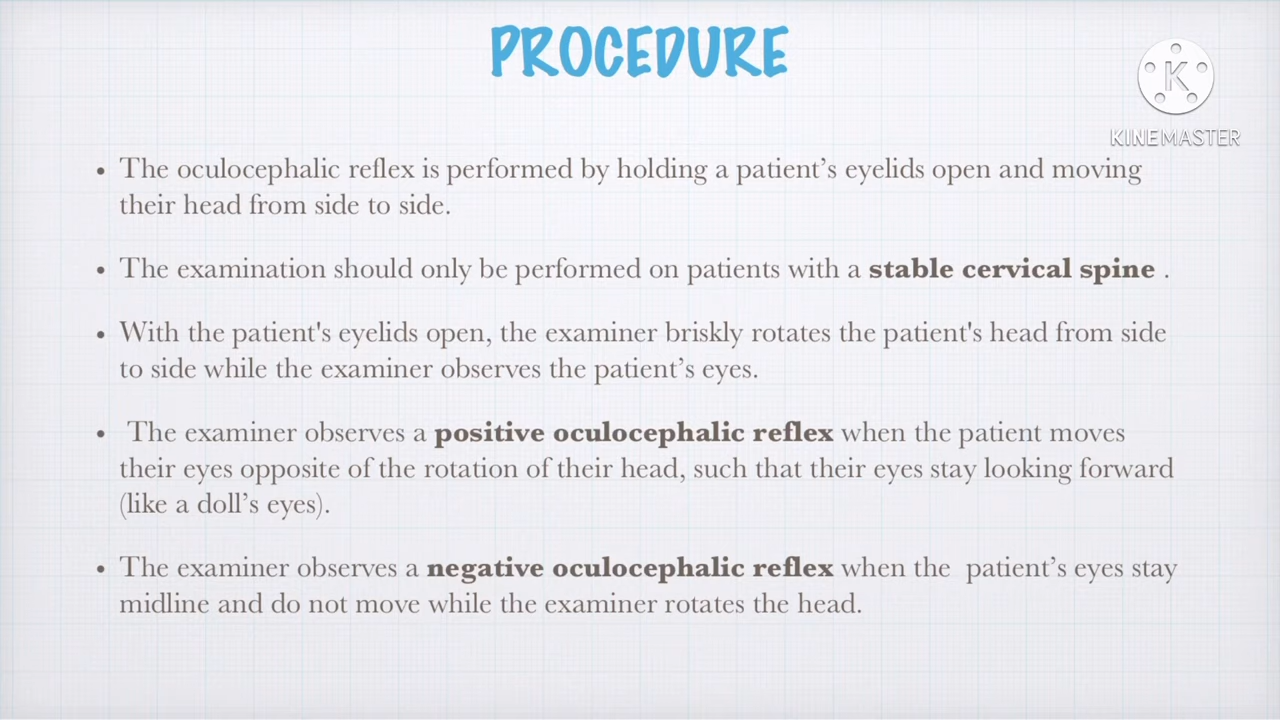 PROCEDURE
KINEMASTER
• The oculocephalic reflex is performed by holding a patient’s eyelids open and moving
their head from side to side.
• The examination should only be performed on patients with a stable cervical spine .
• With the patient's eyelids open, the examiner briskly rotates the patient's head from side
to side while the examiner observes the patient’s eyes.
• The examiner observes a positive oculocephalic reflex when the patient moves
their eyes opposite of the rotation of their head, such that their eyes stay looking forward
(like a doll’s eyes).
• The examiner observes a negative oculocephalic reflex when the patient’s eyes stay
midline and do not move while the examiner rotates the head.